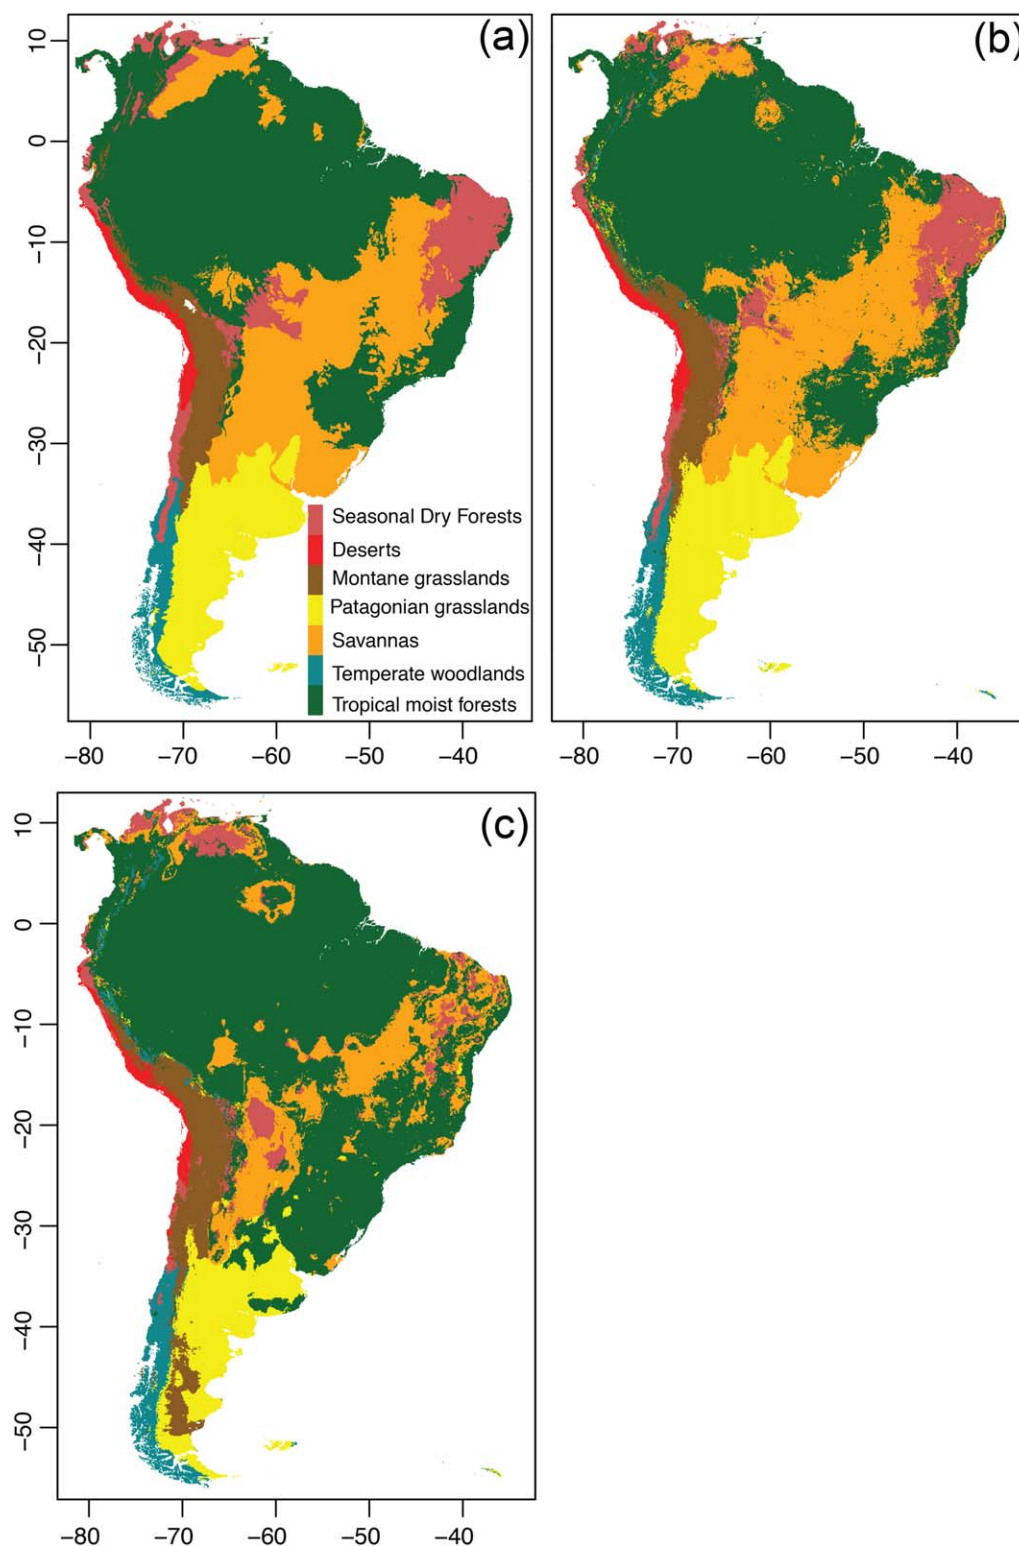 (a)
(b)
10
0
−10
−20
−30
−40
−50
Seasonal Dry Forests
Deserts
Montane grasslands
Patagonian grasslands
Savannas
Temperate woodlands
Tropical moist forests
−80 −70 −60 −50 −40
−80 −70 −60 −50 −40
(c)
10
0
−10
−20
−30
−40
−50
−80 −70 −60 −50 −40